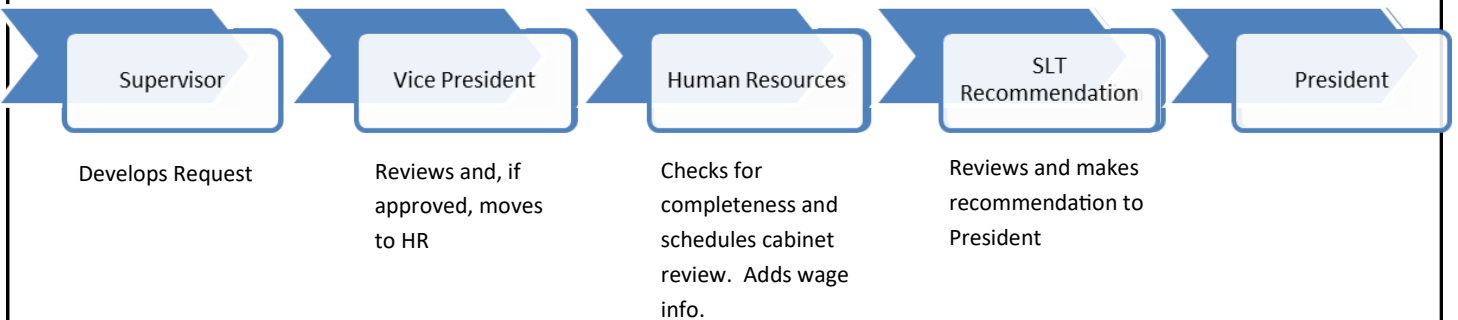 Supervisor
Vice President
Human Resources
SLT
Recommendation
President
Develops Request
Reviews and, if
approved, moves
to HR
Checks for
completeness and
schedules cabinet
review.  Adds wage
info.
Reviews and makes
recommendation to
President